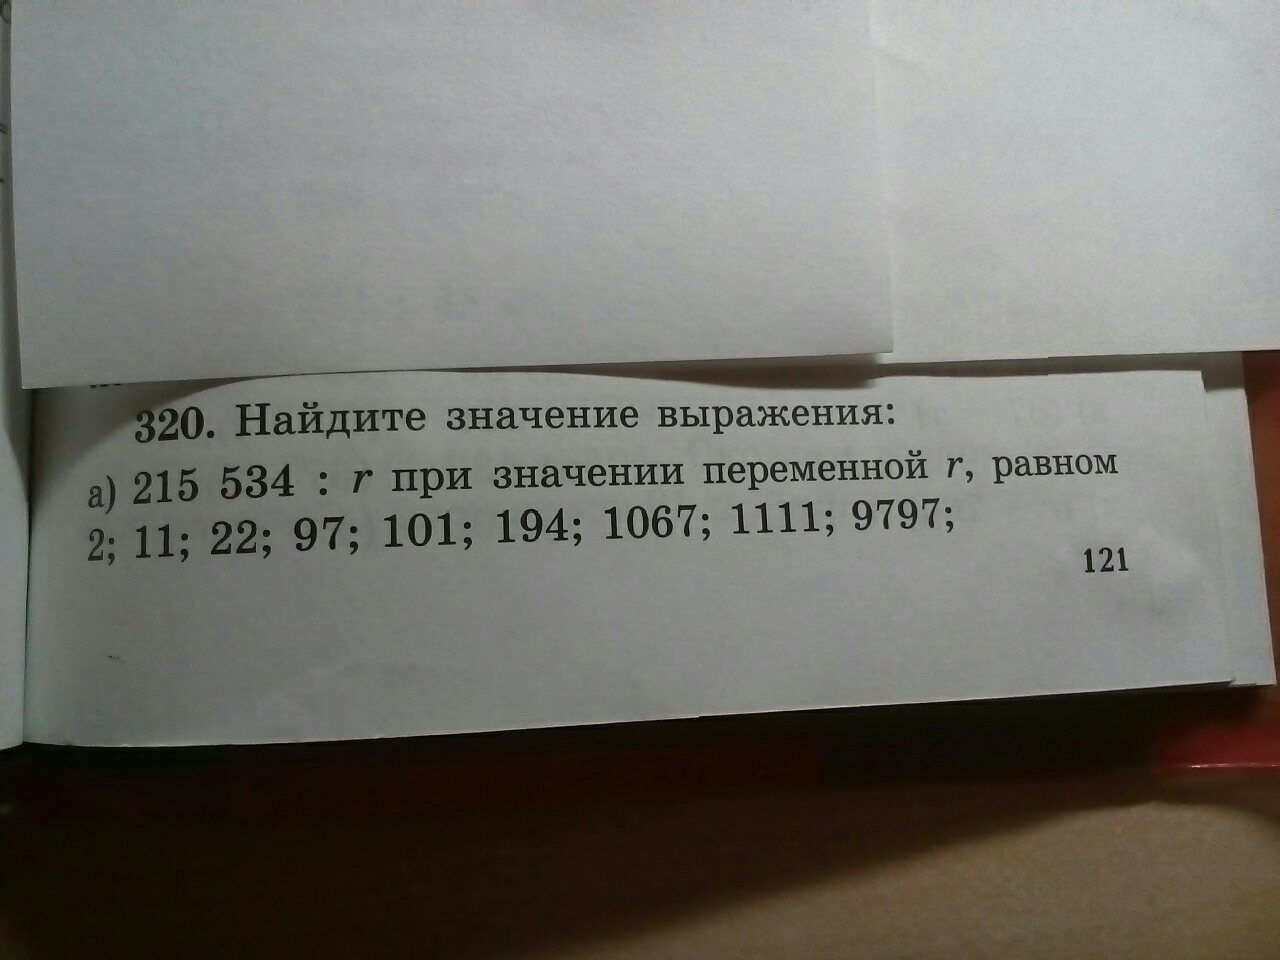 320. Найдите значение выражения:
а) 215 534 : r при значении переменной r, равном
2; 11; 22; 97; 101; 194; 1067; 1111; 9797;
121